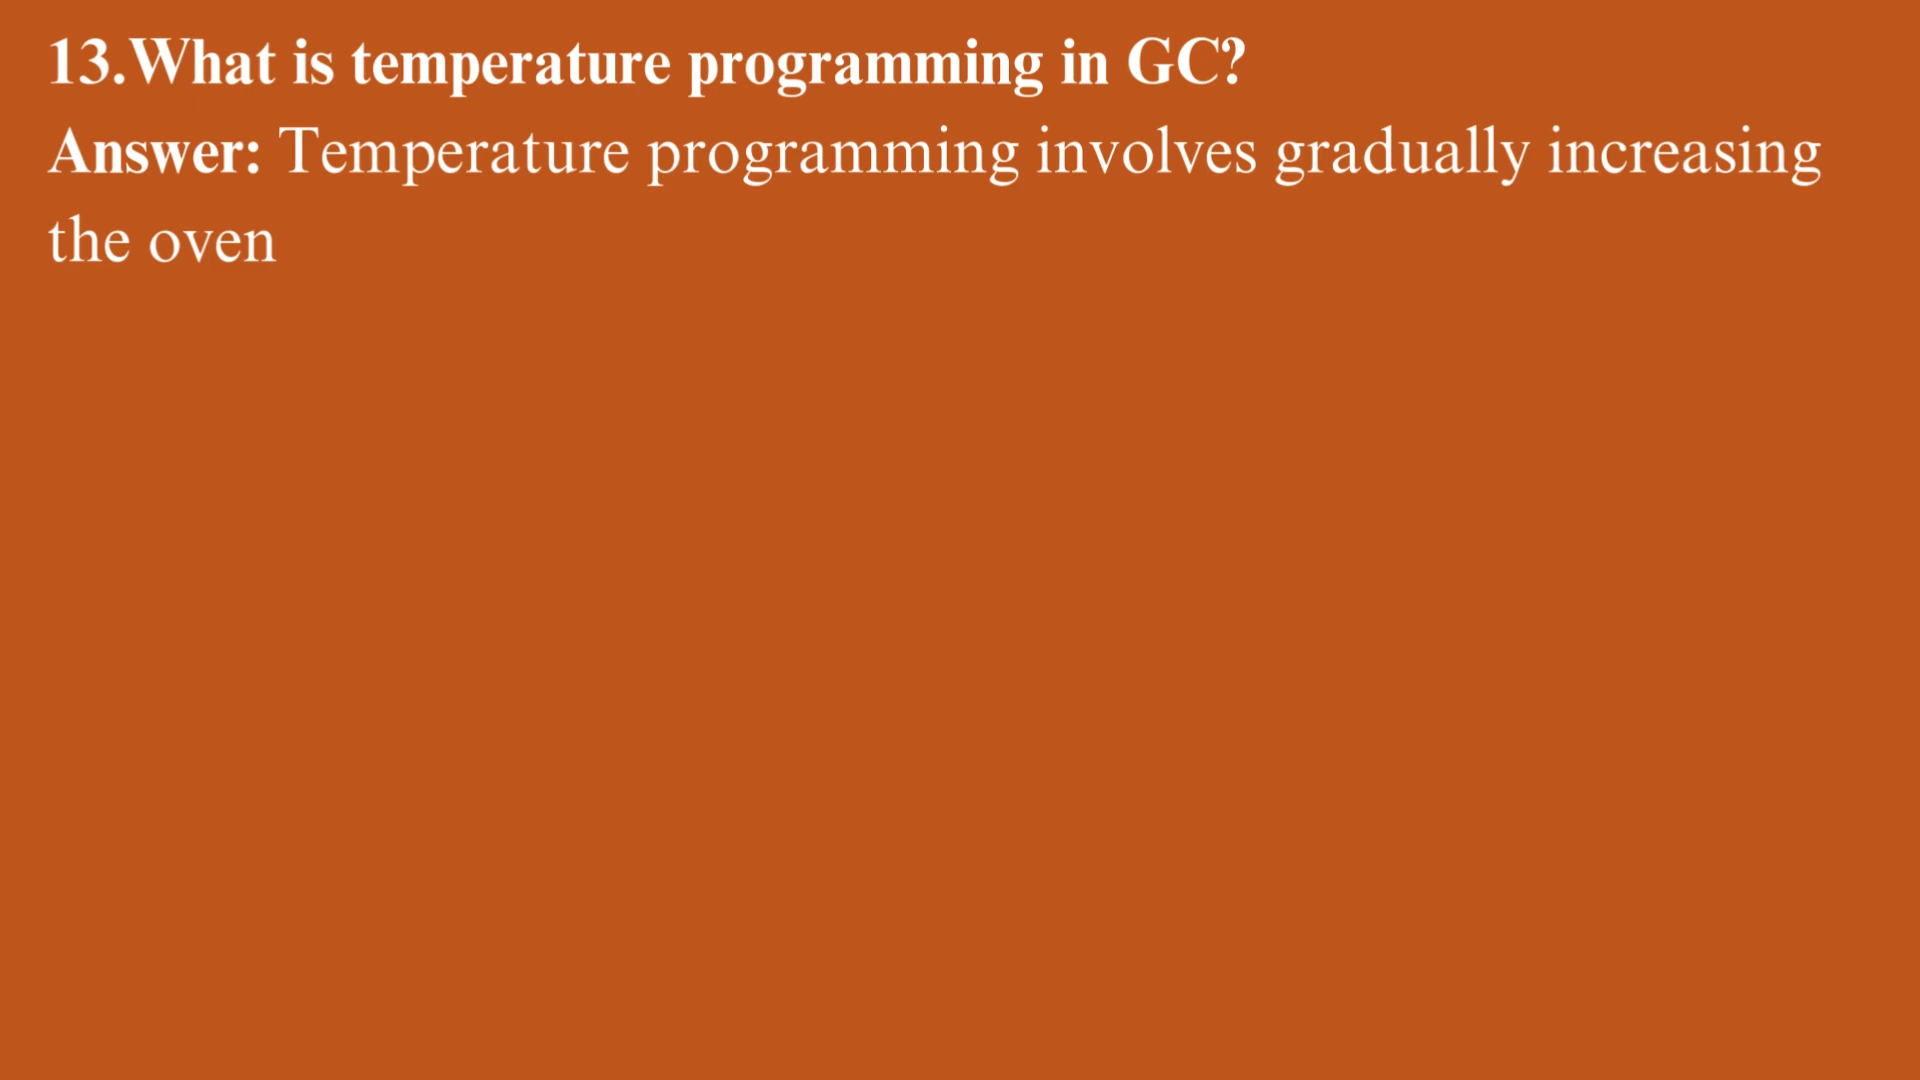 13.What is temperature programming in GC?
Answer: Temperature programming involves gradually increasing
the oven